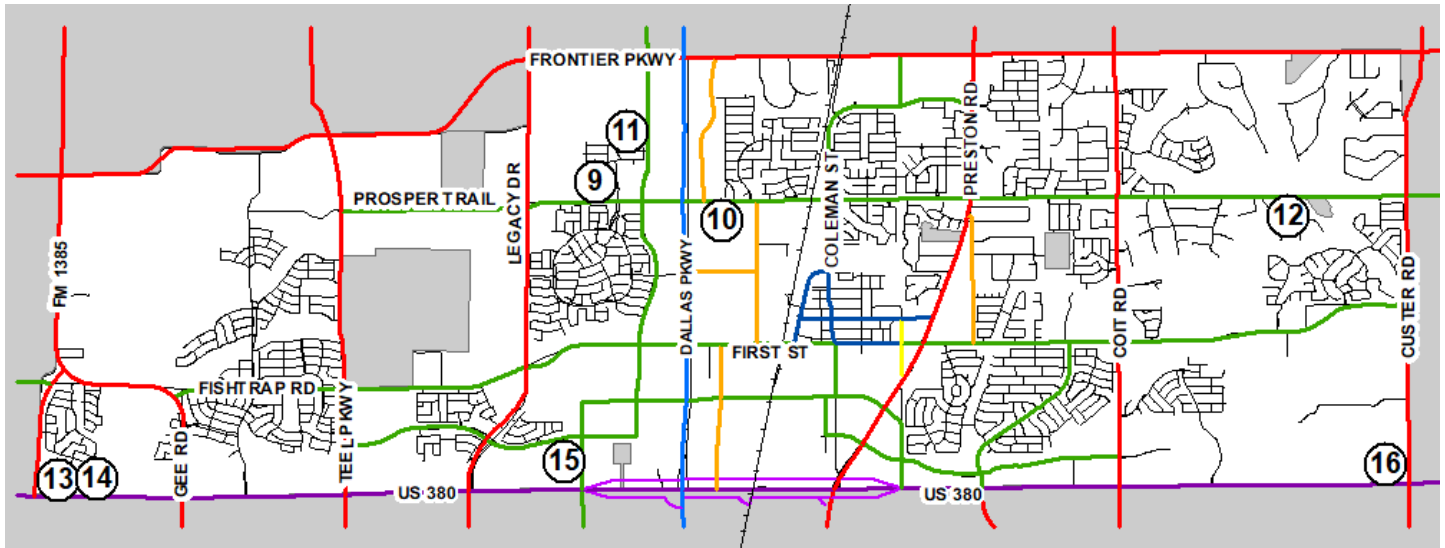 FRONTIER PKWY
11
PRESTON RD
9
COLEMAN ST
LEGACY DR
PROSPER TRAIL
10
12
FM 1385
DALLAS PKWY
COIT RD
CUSTER RD
FIRST ST
FISHTRAP RD
TEEL PKWY
GEE RD
13
14
15
16
US 380
US 380